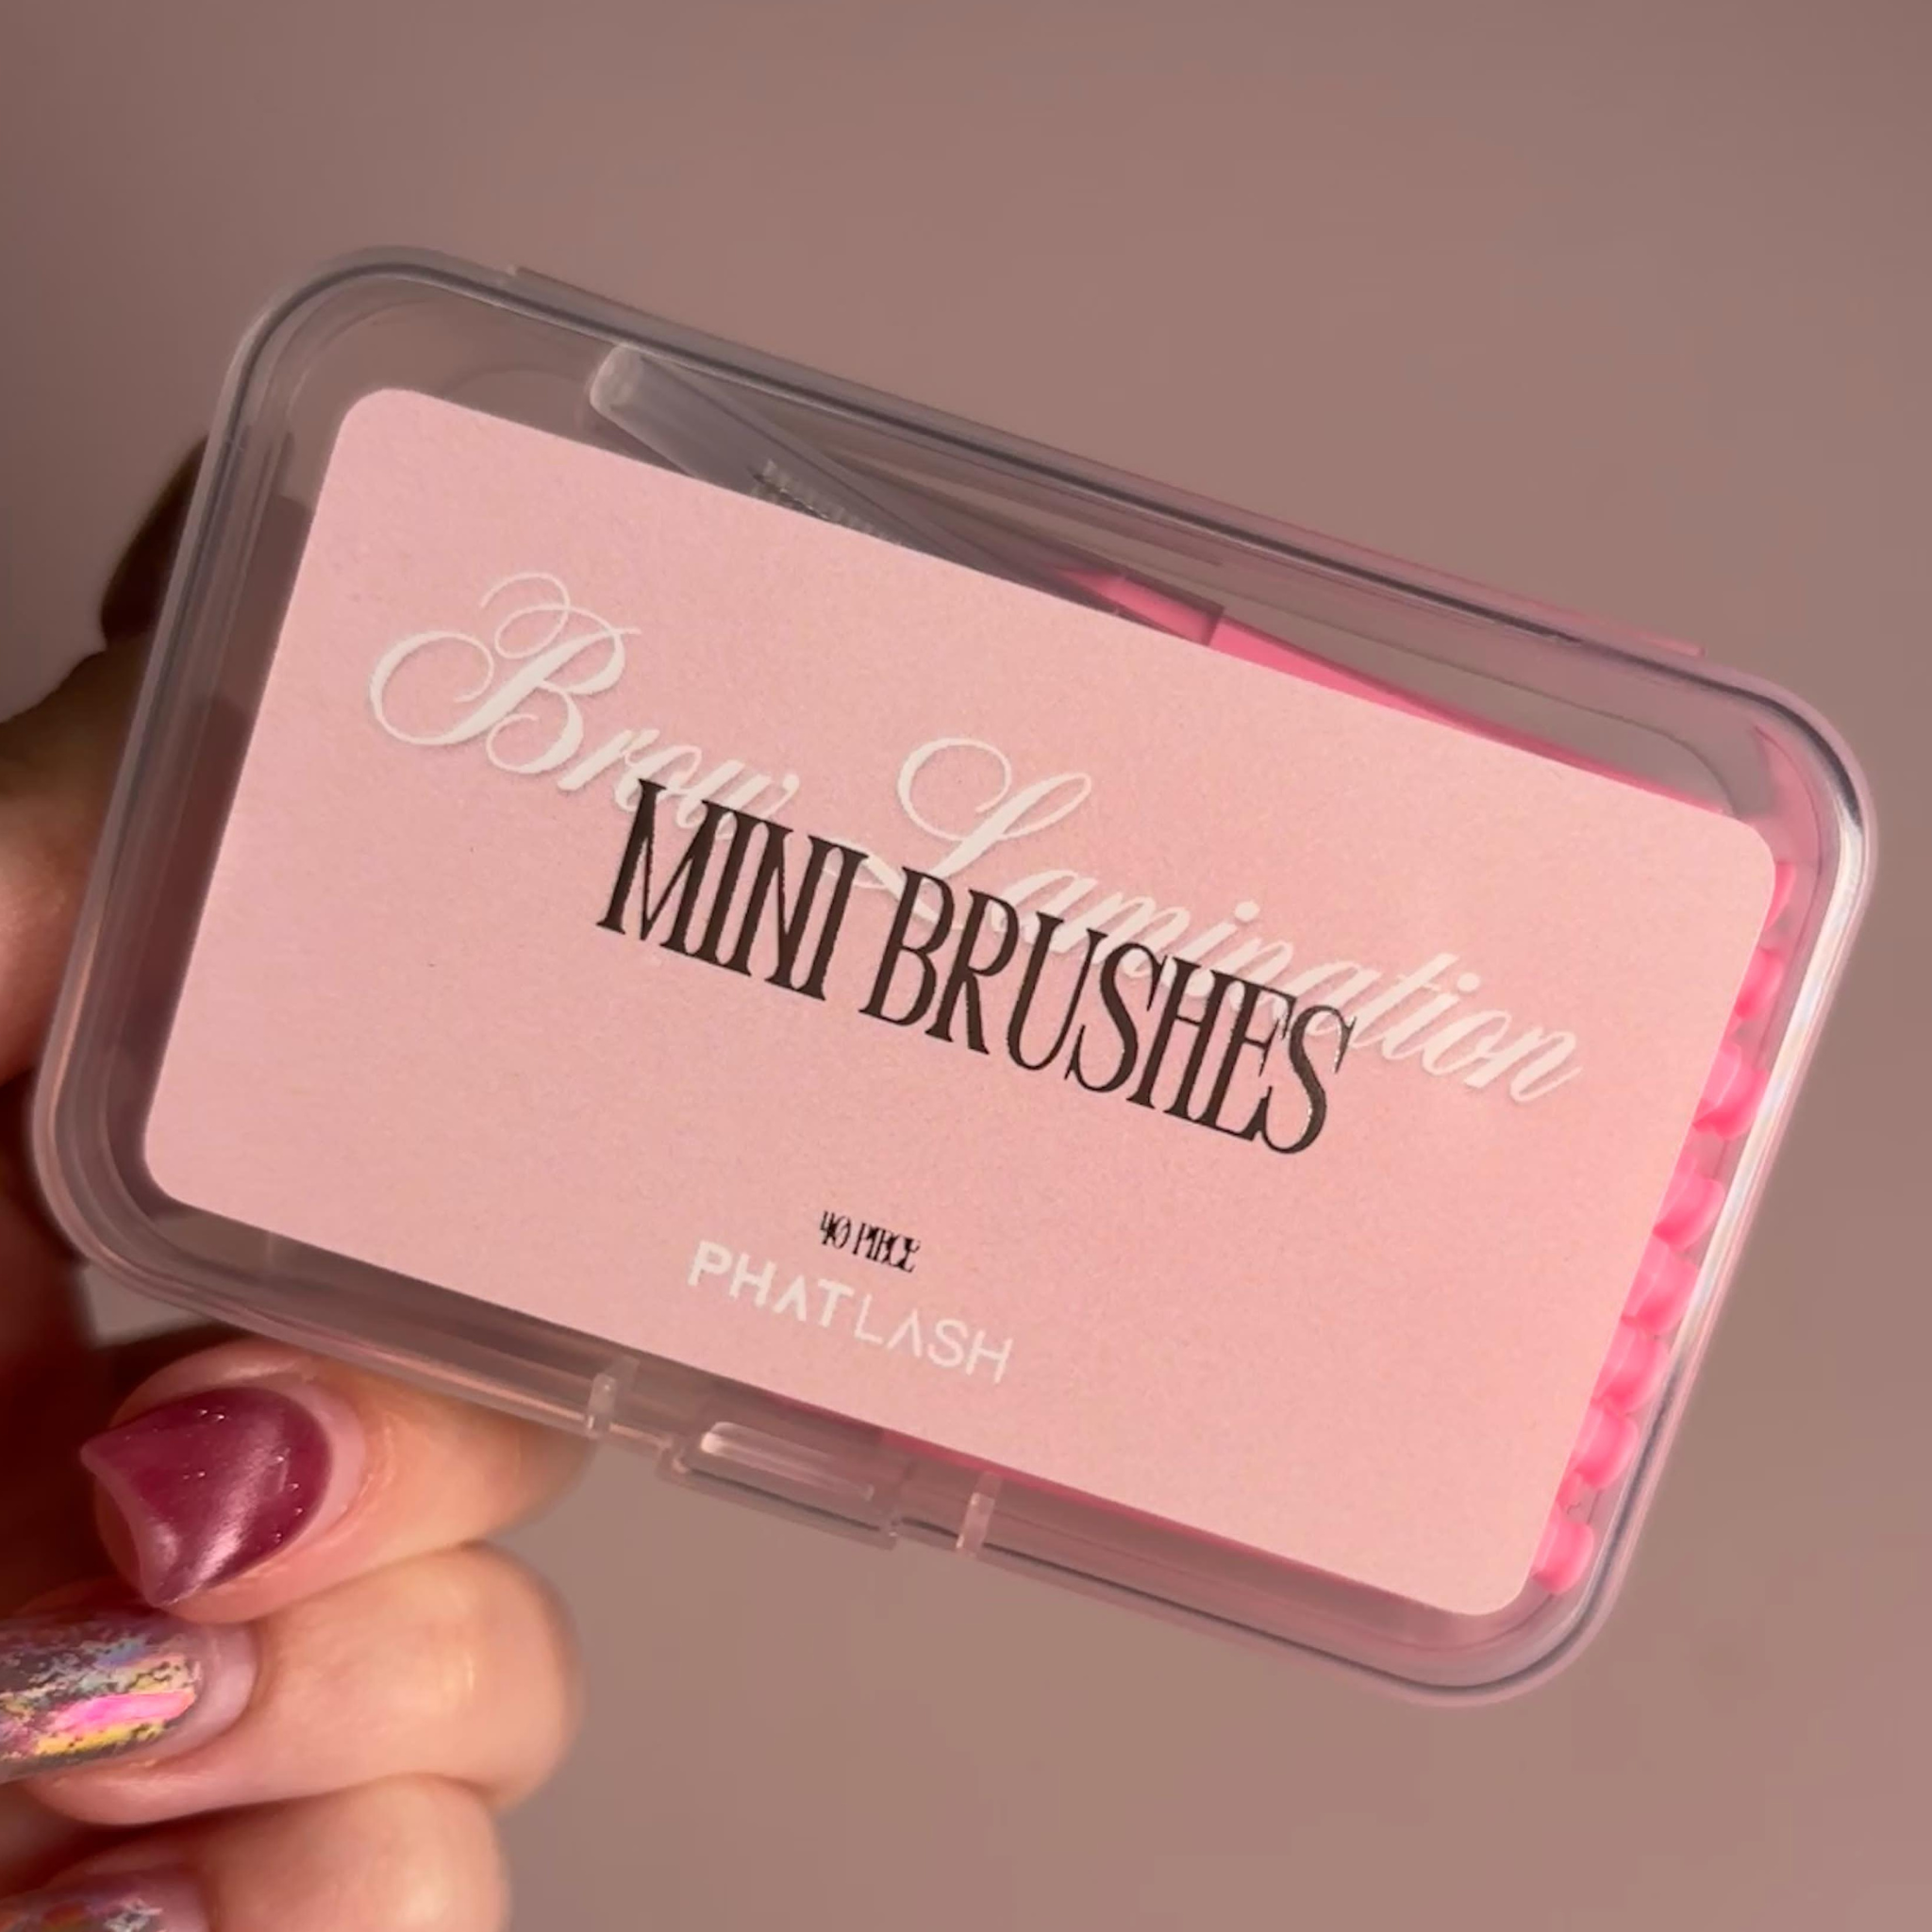 Brow Lamination
MINI BRUSHES
40 PIECE
PHATLASH